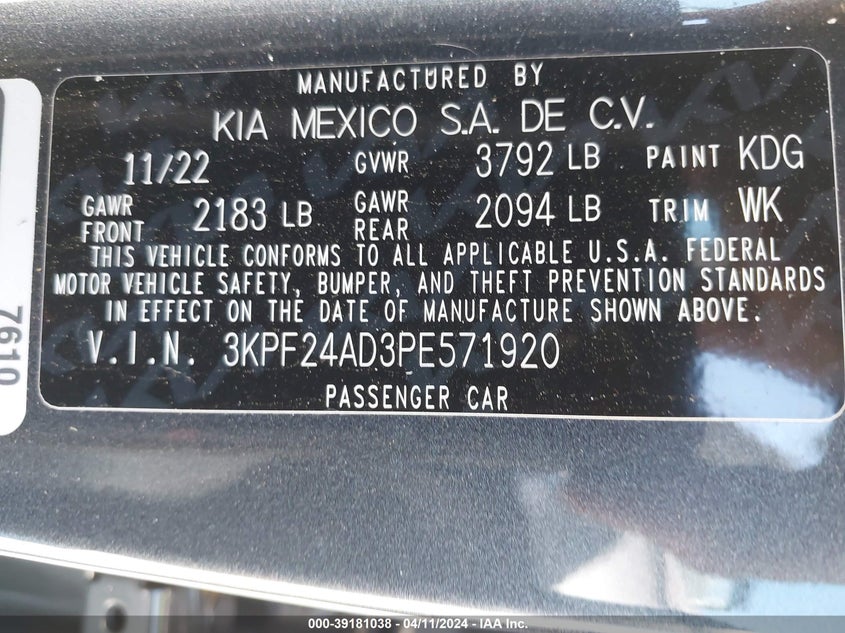 MANUFACTURED BY
KIA MEXICO S.A. DE C.V.
11/22 GVWR 3792 LB PAINT KDG
GAWR FRONT 2183 LB GAWR REAR 2094 LB TRIM WK
THIS VEHICLE CONFORMS TO ALL APPLICABLE U.S.A. FEDERAL
MOTOR VEHICLE SAFETY, BUMPER, AND THEFT PREVENTION STANDARDS
IN EFFECT ON THE DATE OF MANUFACTURE SHOWN ABOVE.
V.I.N. 3KPF24AD3PE571920
PASSENGER CAR
7610
000-39181038 - 04/11/2024 - IAA Inc.